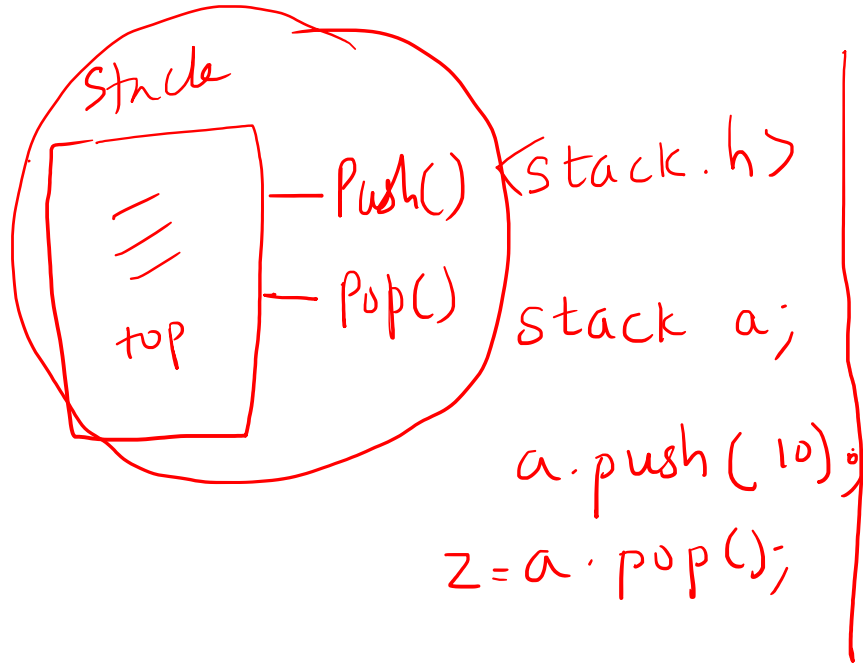 Stack
Push()
Pop()
top
<stack.h>
stack a;
a.push(10);
z=a.pop();